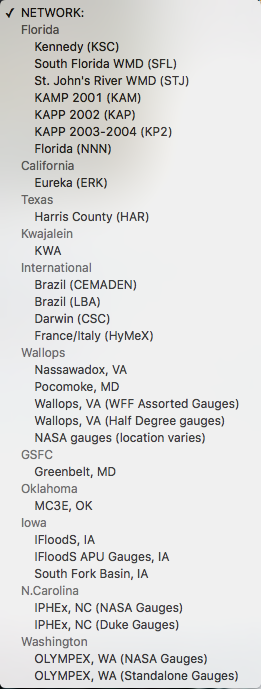 ✓ NETWORK:
Florida
Kennedy (KSC)
South Florida WMD (SFL)
St. John's River WMD (STJ)
KAMP 2001 (KAM)
KAPP 2002 (KAP)
KAPP 2003-2004 (KP2)
Florida (NNN)
California
Eureka (ERK)
Texas
Harris County (HAR)
Kwajalein
KWA
International
Brazil (CEMADEN)
Brazil (LBA)
Darwin (CSC)
France/Italy (HyMeX)
Wallops
Nassawadox, VA
Pocomoke, MD
Wallops, VA (WFF Assorted Gauges)
Wallops, VA (Half Degree gauges)
NASA gauges (location varies)
GSFC
Greenbelt, MD
Oklahoma
MC3E, OK
Iowa
IFloodS, IA
IFloodS APU Gauges, IA
South Fork Basin, IA
N.Carolina
IPHEx, NC (NASA Gauges)
IPHEx, NC (Duke Gauges)
Washington
OLYMPEX, WA (NASA Gauges)
OLYMPEX, WA (Standalone Gauges)